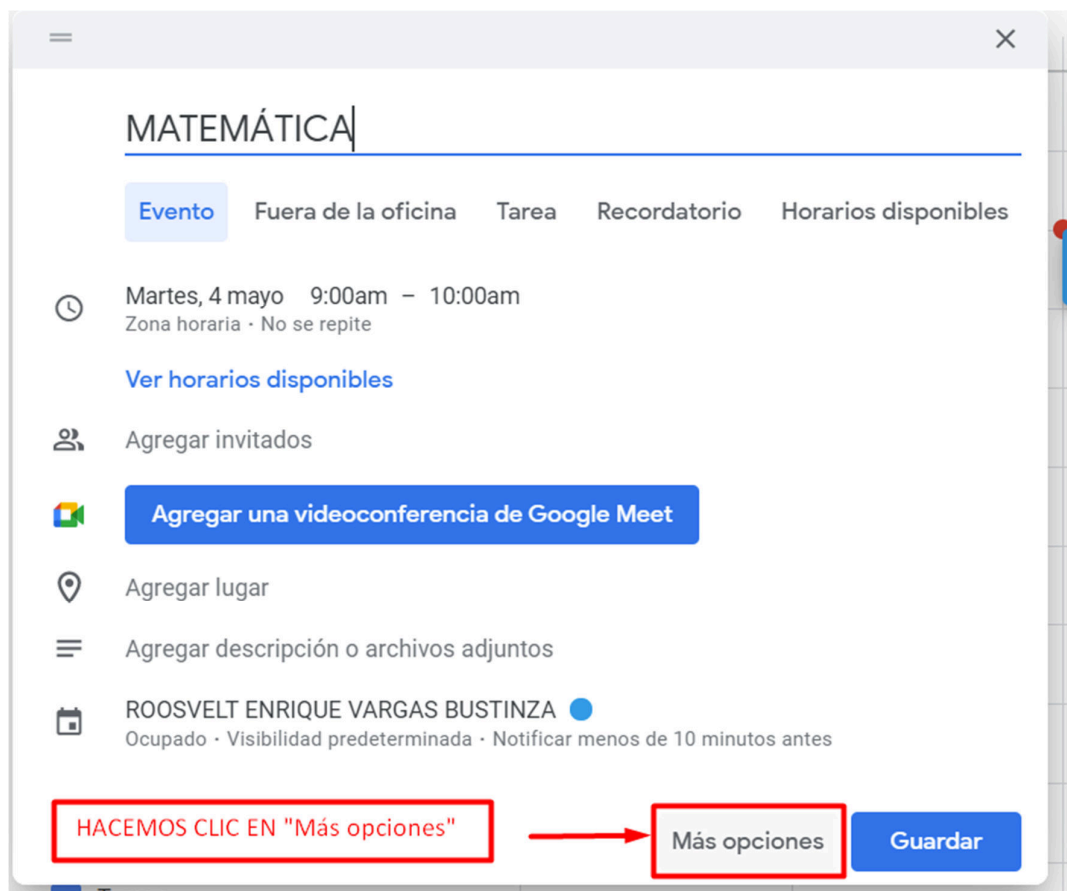 MATEMÁTICA
Evento Fuera de la oficina Tarea Recordatorio Horarios disponibles
Martes, 4 mayo 9:00am – 10:00am
Zona horaria · No se repite
Ver horarios disponibles
Agregar invitados
Agregar una videoconferencia de Google Meet
Agregar lugar
Agregar descripción o archivos adjuntos
ROOSVELT ENRIQUE VARGAS BUSTINZA
Ocupado · Visibilidad predeterminada · Notificar menos de 10 minutos antes
HACEMOS CLIC EN "Más opciones"
Más opciones Guardar